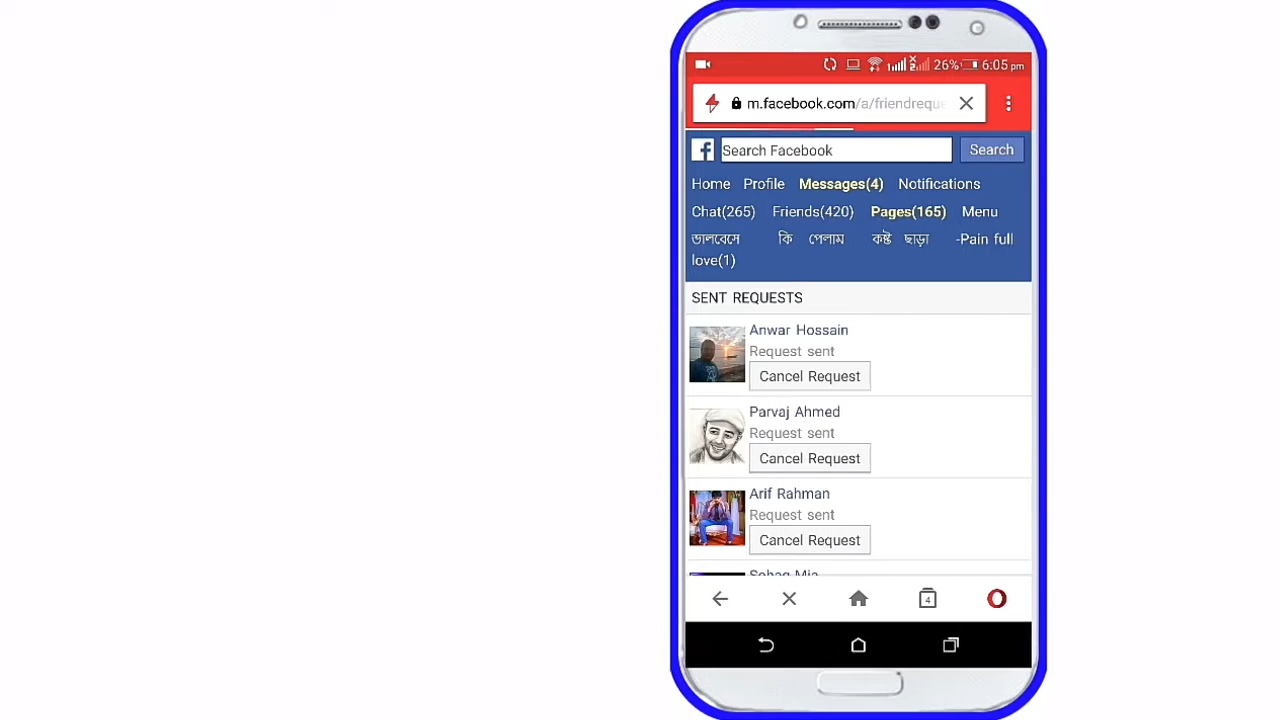 26% 6:05 pm
m.facebook.com/a/friendreque
Search Facebook Search
Home Profile Messages(4) Notifications
Chat(265) Friends(420) Pages(165) Menu
ভালবেসে কি পেলাম কষ্ট ছাড়া -Pain full
love(1)
SENT REQUESTS
Anwar Hossain
Request sent
Cancel Request
Parvaj Ahmed
Request sent
Cancel Request
Arif Rahman
Request sent
Cancel Request
Sohag Mia
4